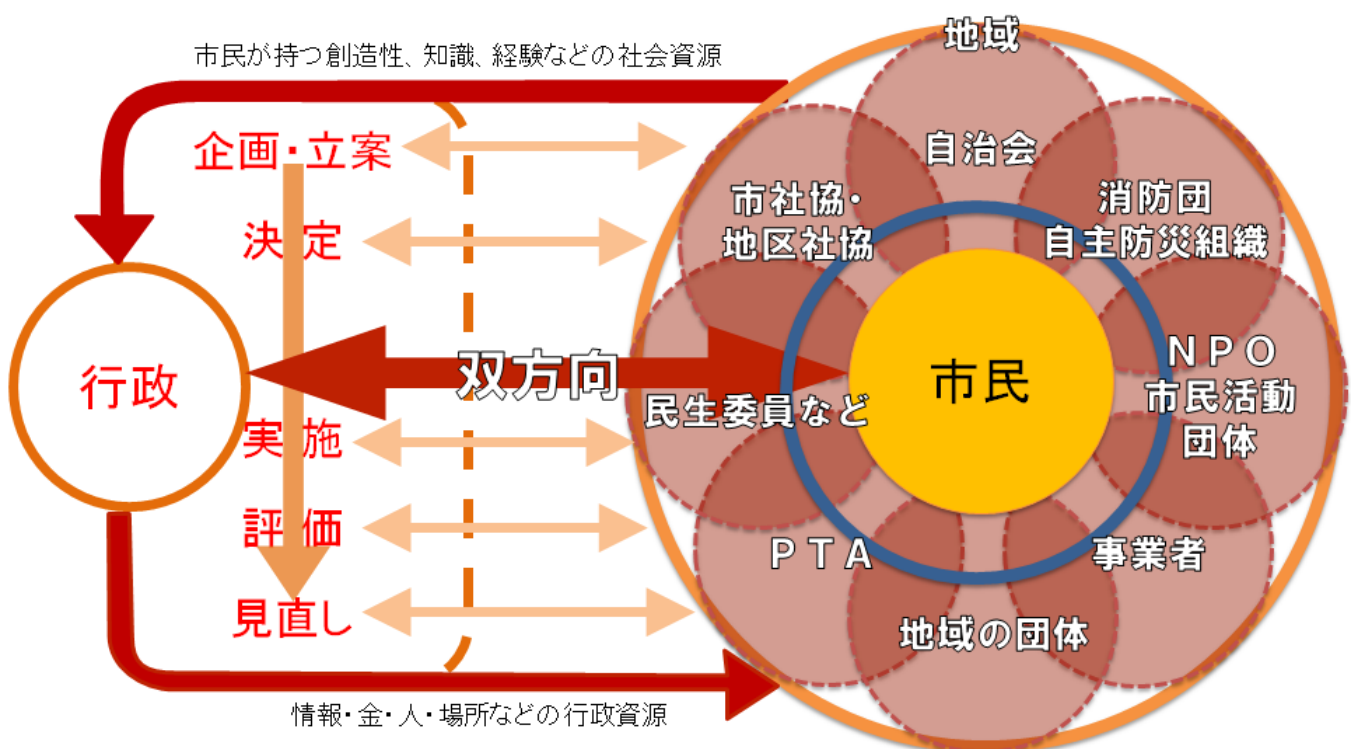 地域
市民が持つ創造性、知識、経験などの社会資源
企画・立案
自治会
市社協・
地区社協
消防団
自主防災組織
決定
行政
双方向
市民
ＮＰＯ
市民活動
団体
民生委員など
実施
評価
ＰＴＡ
事業者
見直し
地域の団体
情報・金・人・場所などの行政資源